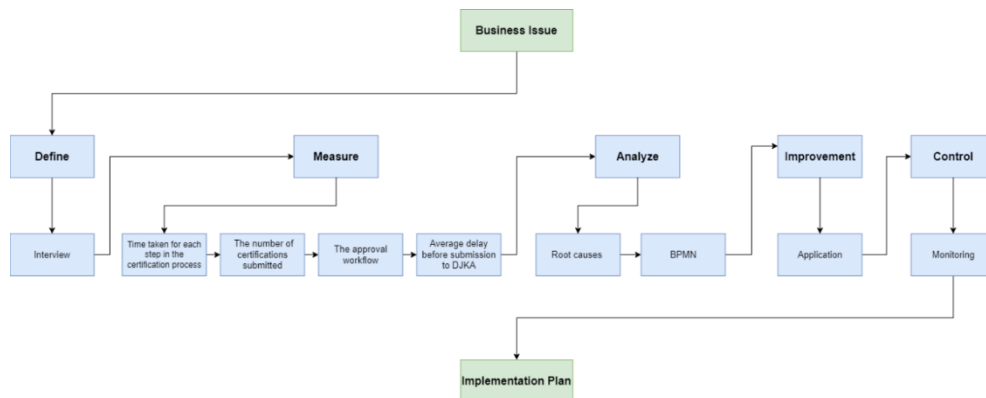 Business Issue
Define
Measure
Analyze
Improvement
Control
Interview
Time taken for each
step in the
certification process
The number of
certifications
submitted
The approval
workflow
Average delay
before submission
to DJKA
Root causes
BPMN
Application
Monitoring
Implementation Plan